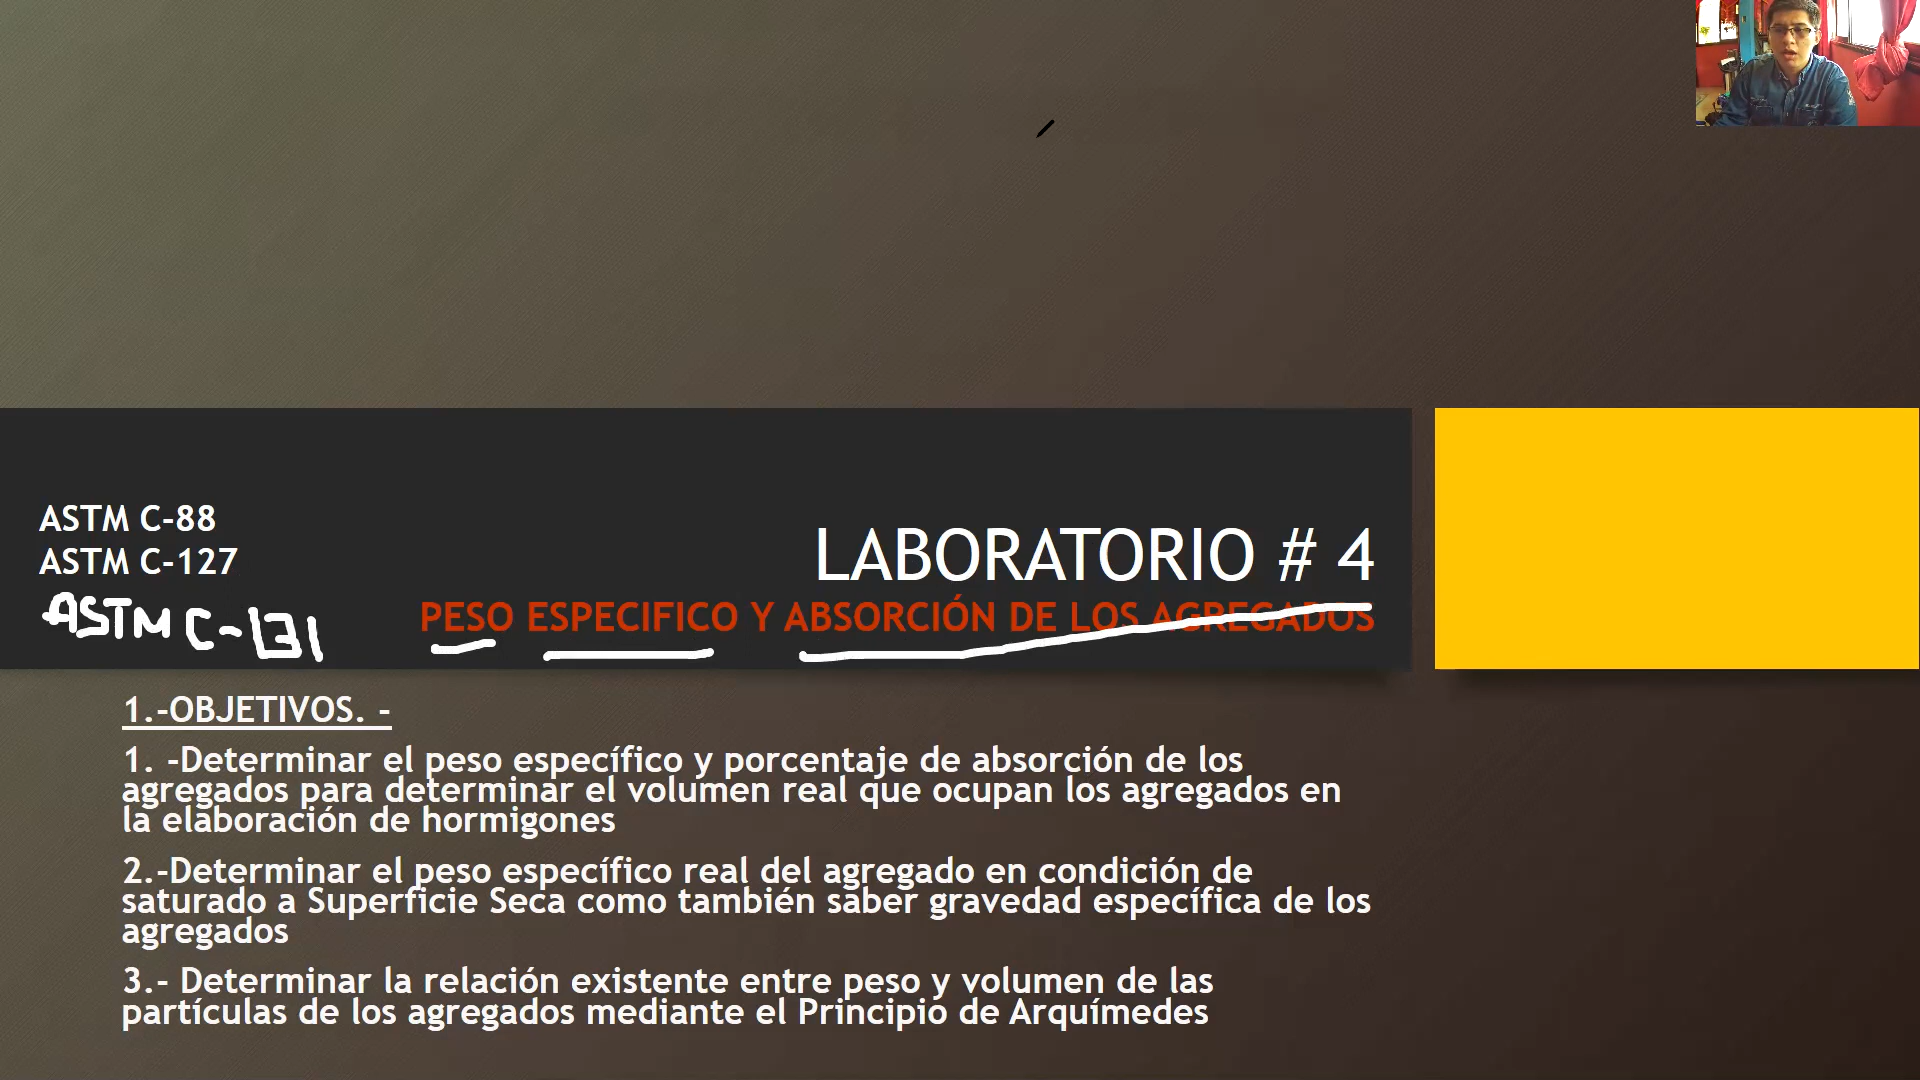 ASTM C-88
ASTM C-127
ASTM C-131
LABORATORIO # 4
PESO ESPECIFICO Y ABSORCIÓN DE LOS AGREGADOS
1.-OBJETIVOS. -
1. -Determinar el peso específico y porcentaje de absorción de los
agregados para determinar el volumen real que ocupan los agregados en
la elaboración de hormigones
2.-Determinar el peso específico real del agregado en condición de
saturado a Superficie Seca como también saber gravedad específica de los
agregados
3.- Determinar la relación existente entre peso y volumen de las
partículas de los agregados mediante el Principio de Arquímedes